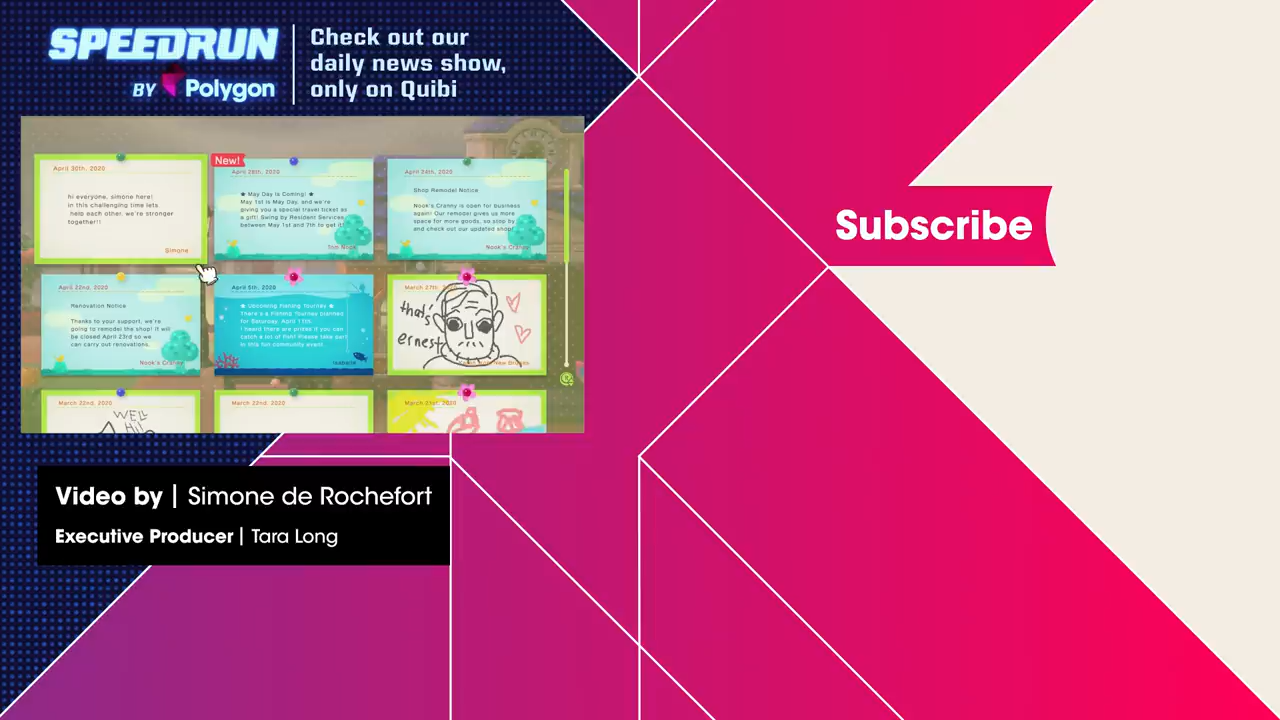 SPEEDRUN
BY Polygon
Check out our
daily news show,
only on Quibi
April 30th, 2020
hi everyone, simone here!
in this challenging time lets
help each other. we're stronger
together!!
Simone
New!
April 28th, 2020
★ May Day is Coming! ★
May 1st is May Day, and we're
giving you a special travel ticket as
a gift! Swing by Resident Services
between May 1st and 7th to get it!
Tom Nook
April 24th, 2020
Shop Remodel Notice
Nook's Cranny is open for business
again! Our remodel gives us more
space for more goods, so stop by
and check out our updated shop!
Nook's Cranny
April 22nd, 2020
Renovation Notice
Thanks to your support, we're
going to remodel the shop! It will
be closed April 23rd so we
can carry out renovations.
Nook's Cranny
April 5th, 2020
★ Upcoming Fishing Tourney ★
There's a Fishing Tourney planned
for Saturday, April 11th.
I heard there are prizes if you can
catch a lot of fish! Please take part
in this fun community event.
Isabelle
March 27th, 2020
that's
ernest
March 22nd, 2020
WELL
Hi!
March 22nd, 2020
March 21st, 2020
Subscribe
Video by | Simone de Rochefort
Executive Producer | Tara Long